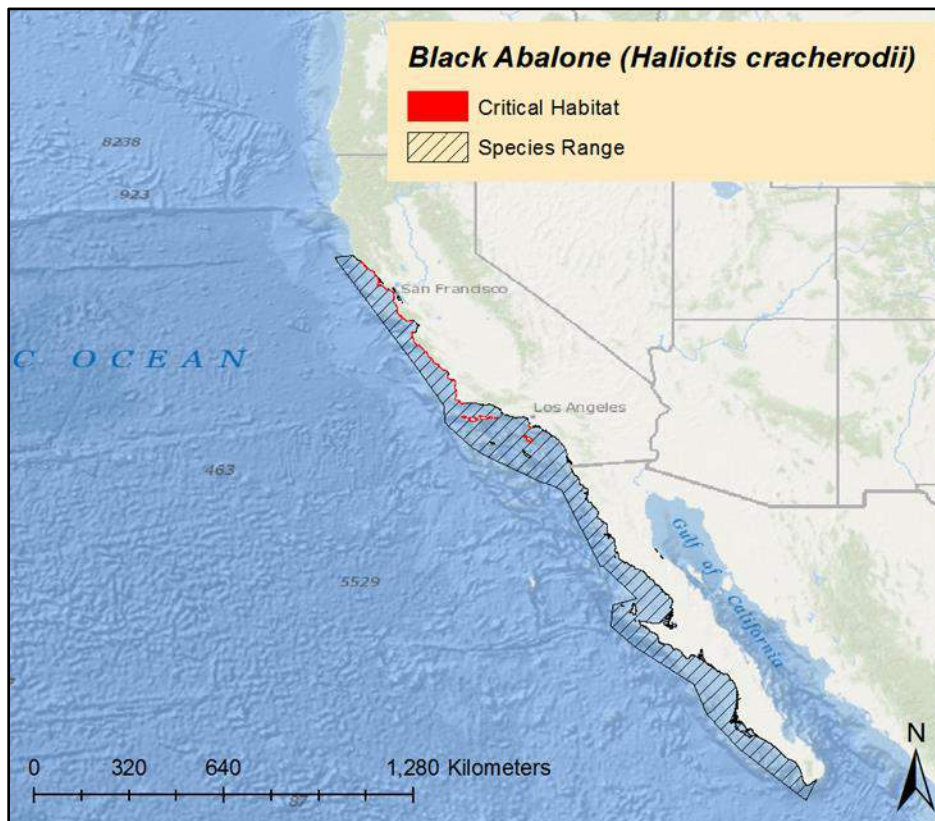 Black Abalone (Haliotis cracherodii)
Critical Habitat
Species Range
8238
923
San Francisco
C OCEAN
Los Angeles
463
Gulf of California
5529
N
0 320 640 1,280 Kilometers
87